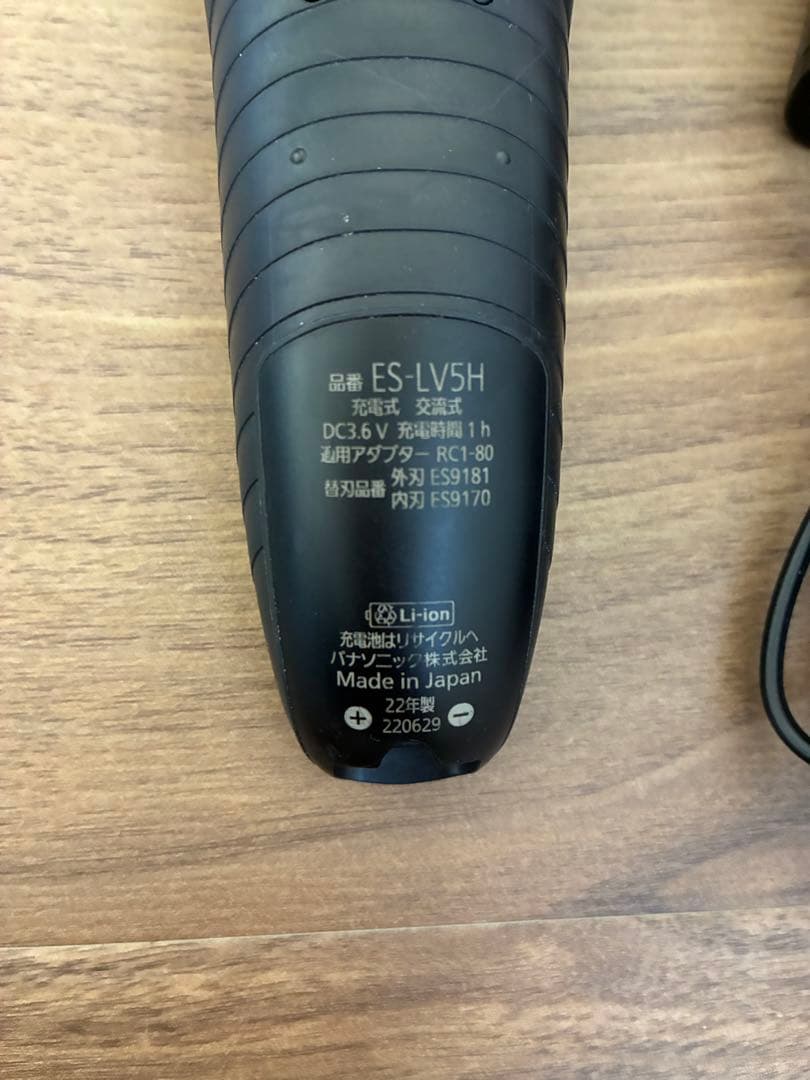 品番 ES-LV5H
充電式 交流式
DC3.6 V 充電時間 1 h
適用アダプター RC1-80
替刃品番 外刃 ES9181
内刃 ES9170
Li-ion
充電池はリサイクルへ
パナソニック株式会社
Made in Japan
22年製
+ 220629 −